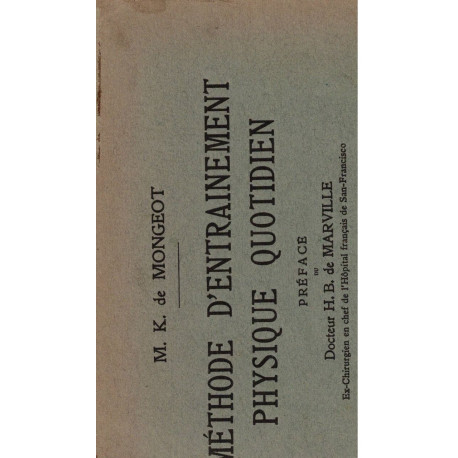 M. K. de MONGEOT
MÉTHODE D'ENTRAINEMENT
PHYSIQUE QUOTIDIEN
PRÉFACE
DU
Docteur H. B. de MARVILLE
Ex-Chirurgien en chef de l'Hôpital français de San-Francisco